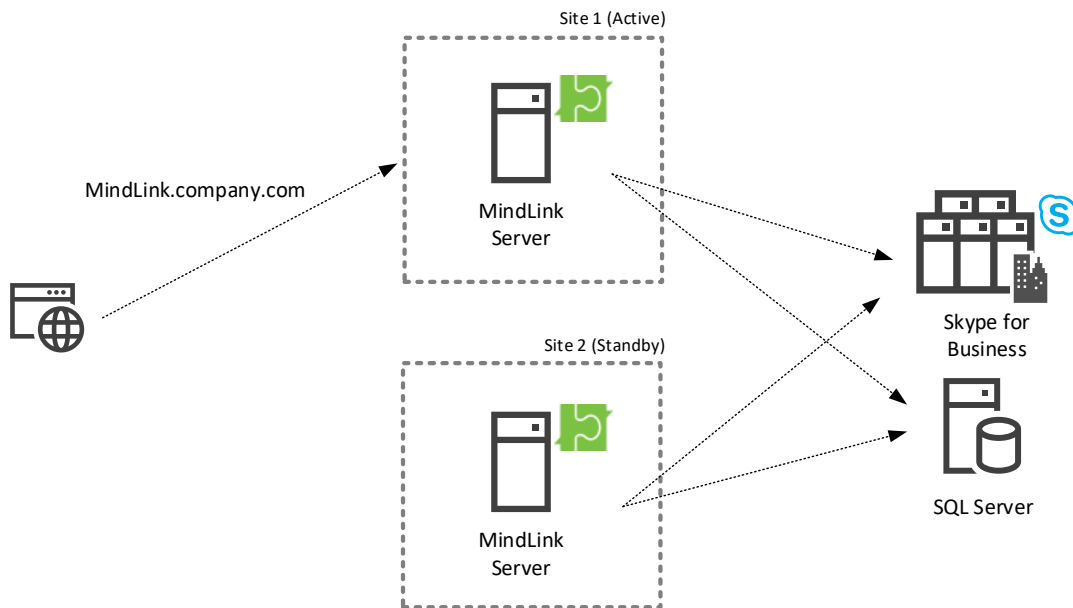 Site 1 (Active)
MindLink.company.com
MindLink
Server
Skype for
Business
Site 2 (Standby)
MindLink
Server
SQL Server